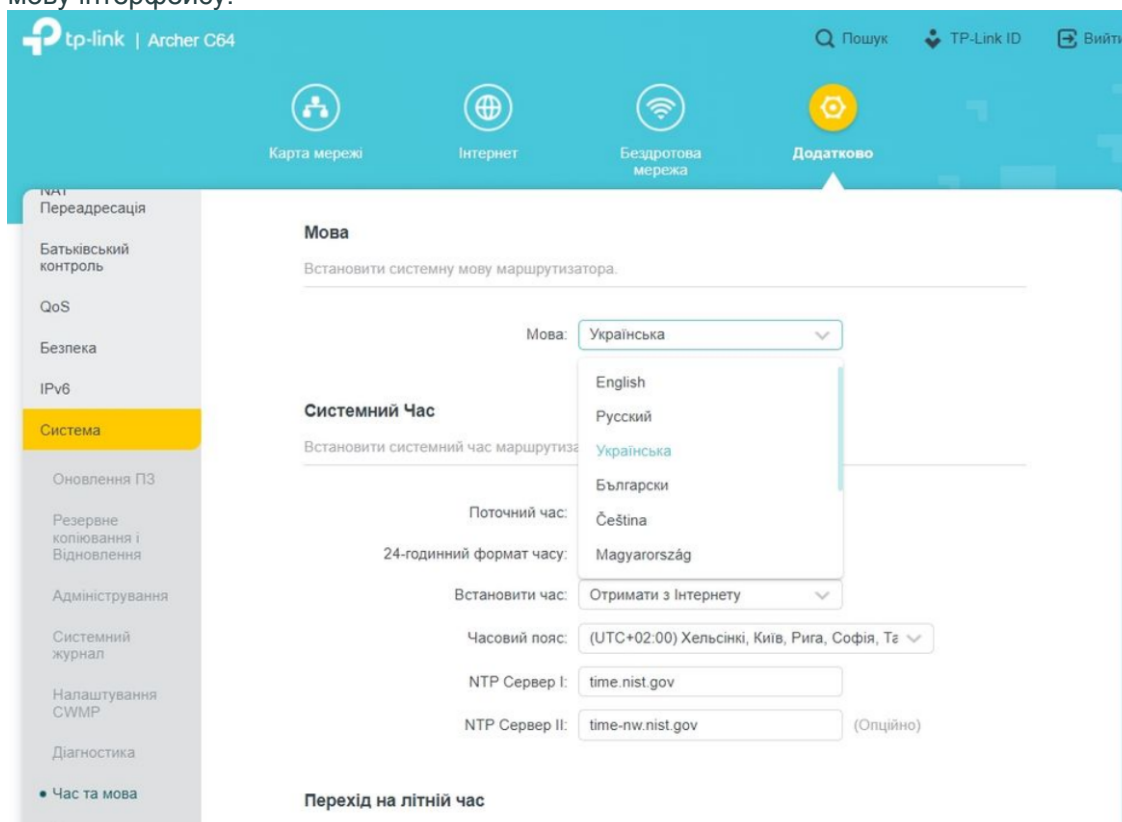 мову інтерфейсу.
tp-link | Archer C64
Пошук
TP-Link ID
Вийти
Карта мережі
Інтернет
Бездротова
мережа
Додатково
NAT
Переадресація
Батьківський
контроль
QoS
Безпека
IPv6
Система
Оновлення ПЗ
Резервне
копіювання і
Відновлення
Адміністрування
Системний
журнал
Налаштування
CWMP
Діагностика
Час та мова
Мова
Встановити системну мову маршрутизатора.
Мова: Українська
English
Русский
Українська
Български
Čeština
Magyarország
Системний Час
Встановити системний час маршрутиза
Поточний час:
24-годинний формат часу:
Встановити час: Отримати з Інтернету
Часовий пояс: (UTC+02:00) Хельсінкі, Київ, Рига, Софія, Та
NTP Сервер I: time.nist.gov
NTP Сервер II: time-nw.nist.gov (Опційно)
Перехід на літній час